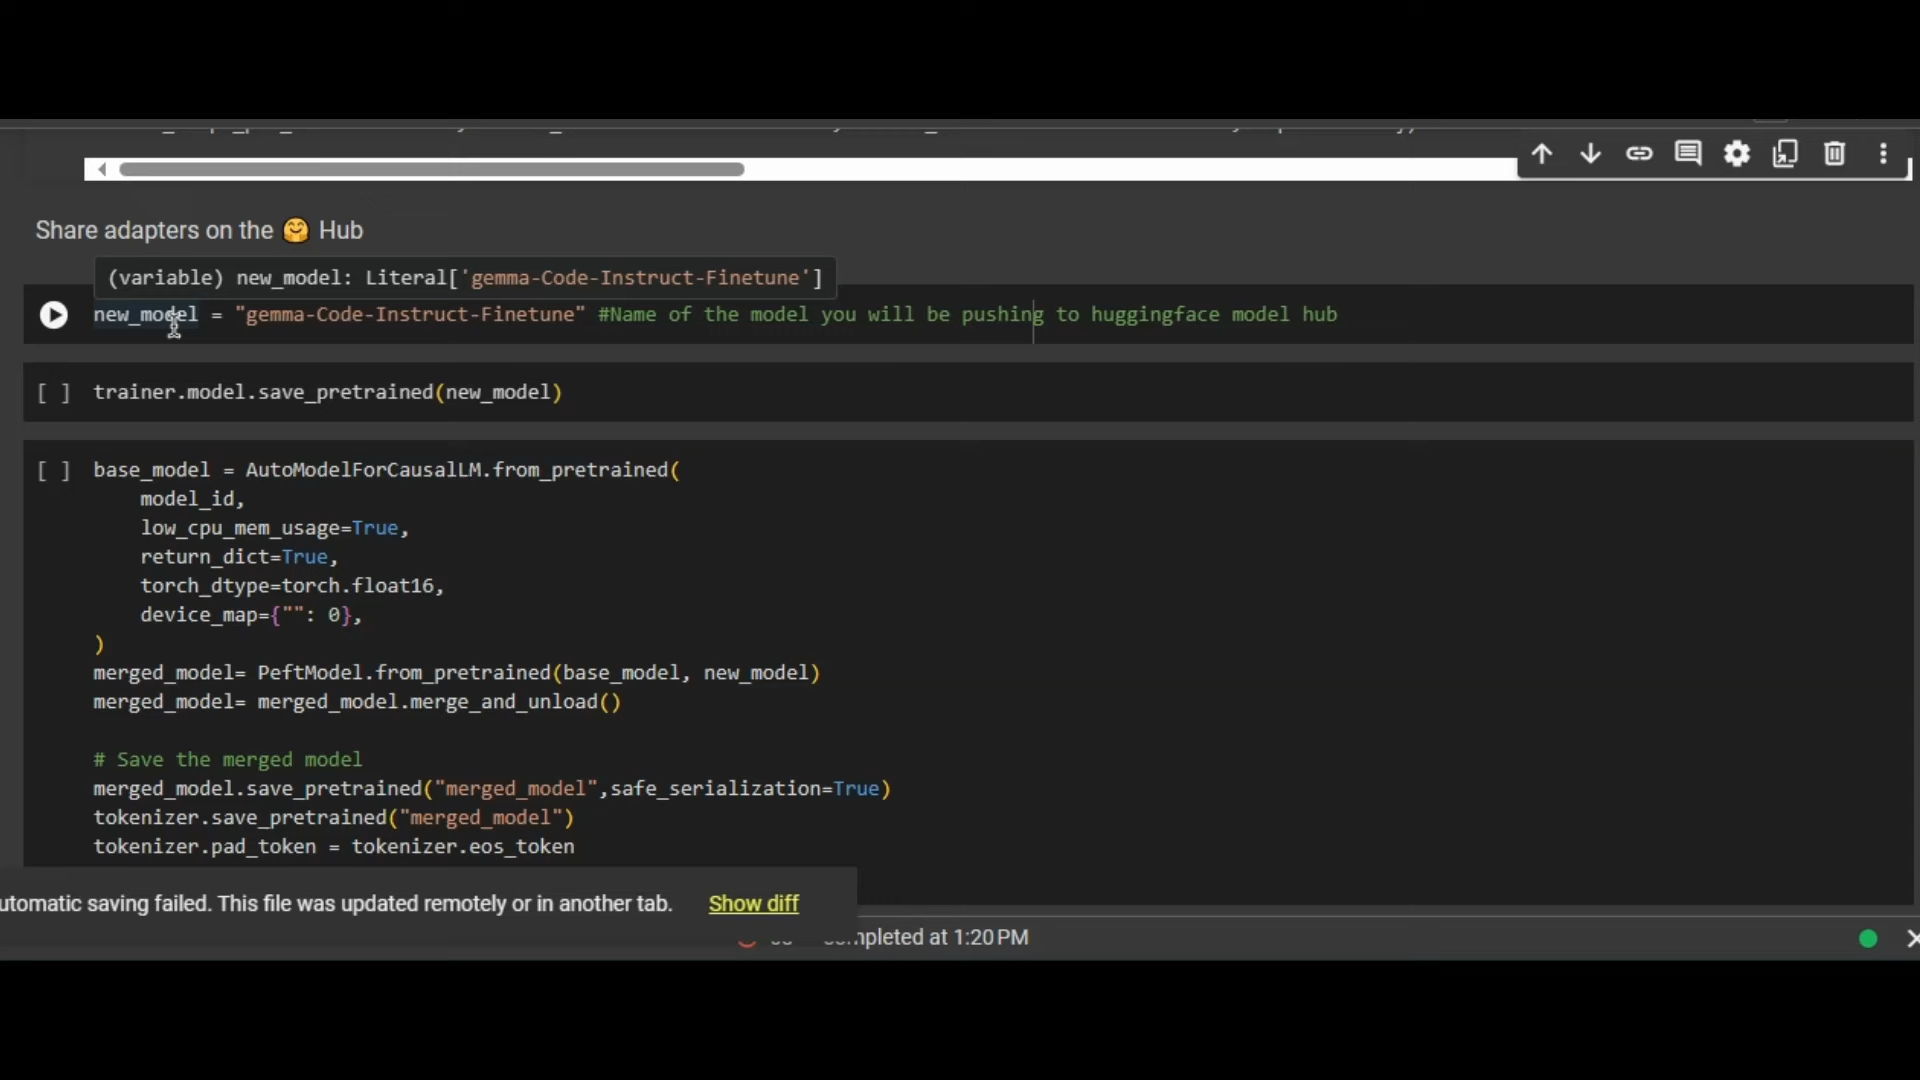 Share adapters on the 🤗 Hub
(variable) new_model: Literal['gemma-Code-Instruct-Finetune']
new_model = "gemma-Code-Instruct-Finetune" #Name of the model you will be pushing to huggingface model hub
[ ] trainer.model.save_pretrained(new_model)
[ ] base_model = AutoModelForCausalLM.from_pretrained(
    model_id,
    low_cpu_mem_usage=True,
    return_dict=True,
    torch_dtype=torch.float16,
    device_map={"": 0},
)
merged_model= PeftModel.from_pretrained(base_model, new_model)
merged_model= merged_model.merge_and_unload()
# Save the merged model
merged_model.save_pretrained("merged_model",safe_serialization=True)
tokenizer.save_pretrained("merged_model")
tokenizer.pad_token = tokenizer.eos_token
utomatic saving failed. This file was updated remotely or in another tab. Show diff
mpleted at 1:20 PM